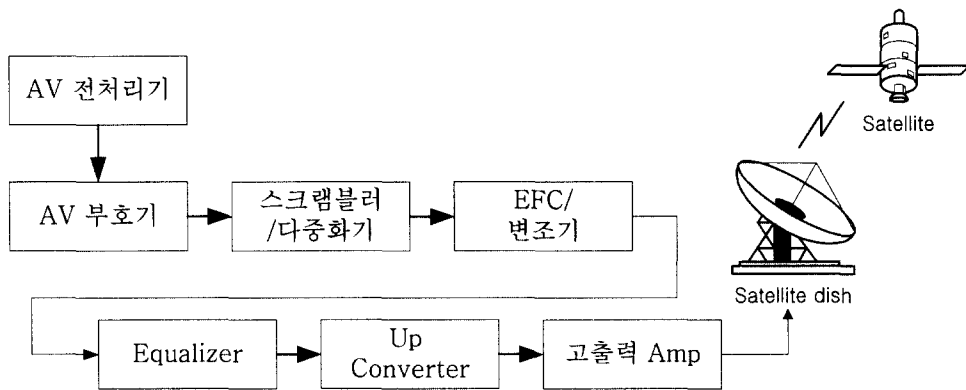 AV 전처리기
Satellite
AV 부호기
스크램블러
/다중화기
EFC/
변조기
Satellite dish
Equalizer
Up
Converter
고출력 Amp